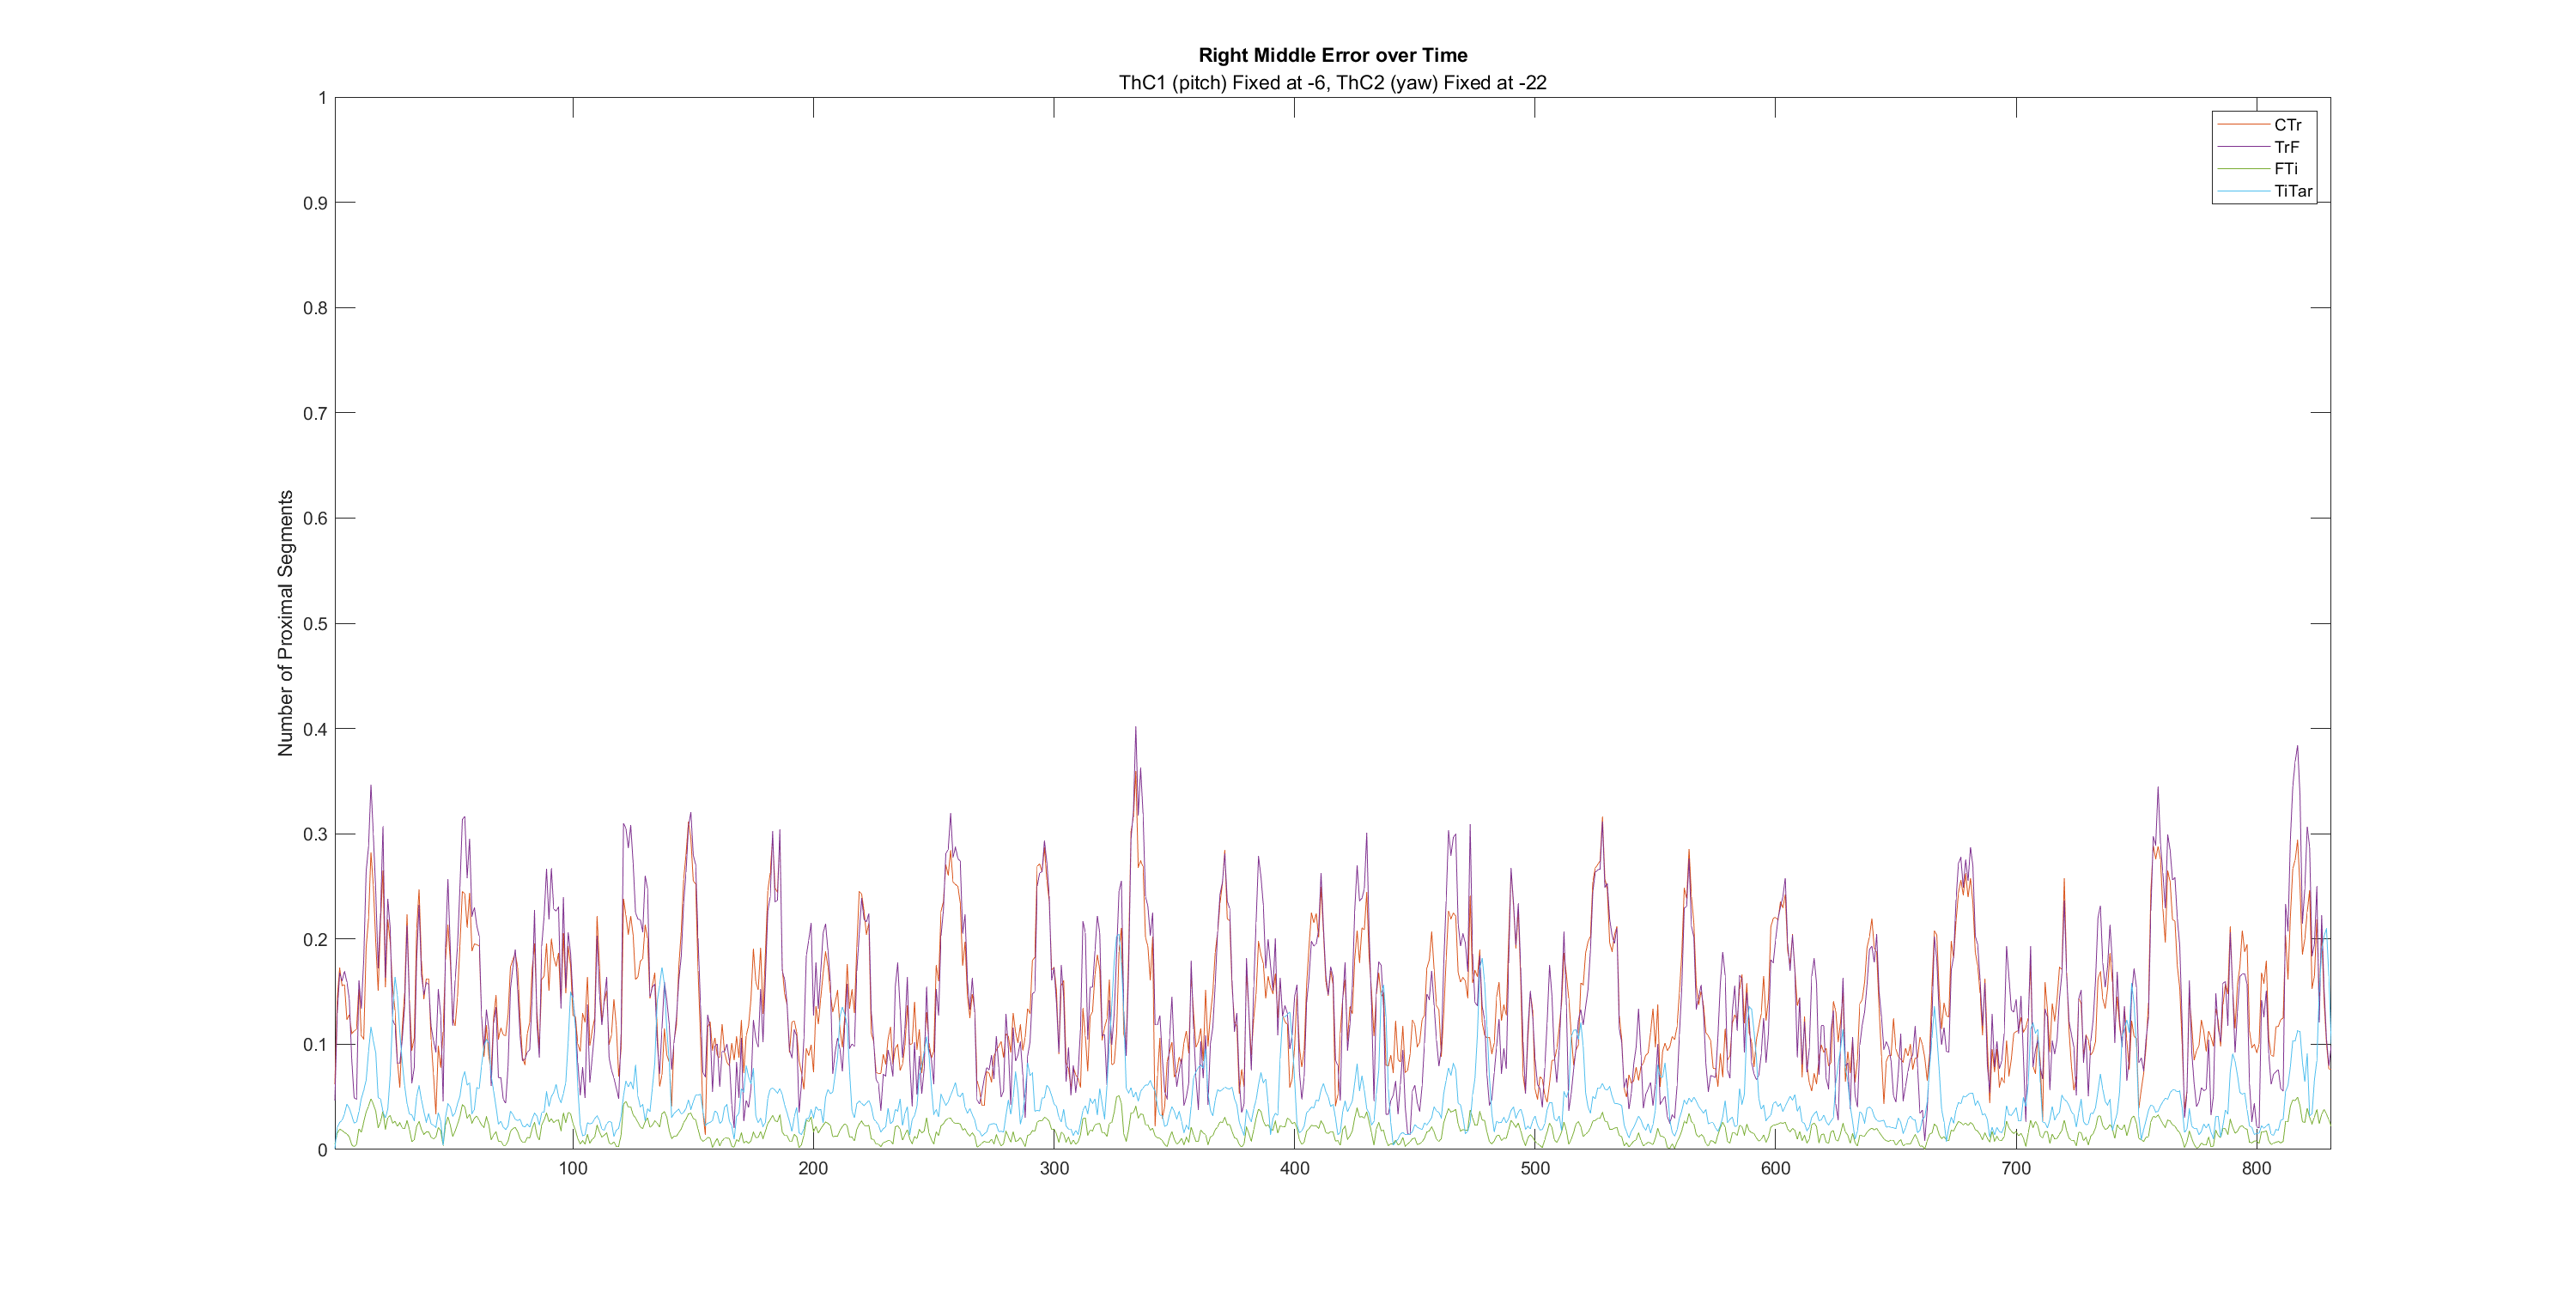 Right Middle Error over Time
ThC1 (pitch) Fixed at -6, ThC2 (yaw) Fixed at -22
1
0.9
0.8
0.7
0.6
0.5
0.4
0.3
0.2
0.1
0
Number of Proximal Segments
CTr
TrF
FTi
TiTar
100 200 300 400 500 600 700 800